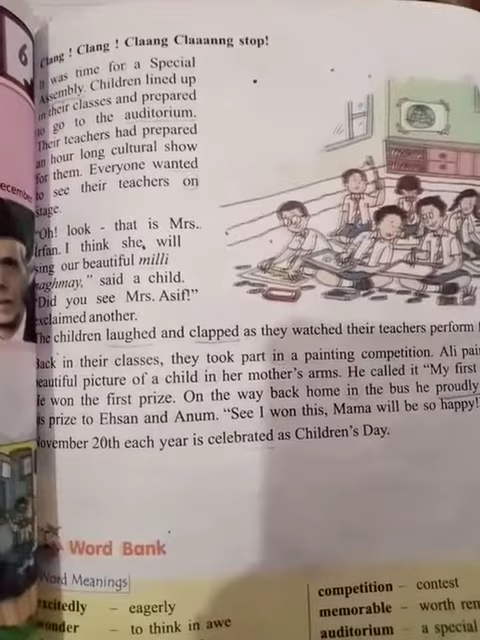 6
Clang ! Clang ! Claang Claaanng stop!
It was time for a Special
Assembly. Children lined up
in their classes and prepared
to go to the auditorium.
Their teachers had prepared
an hour long cultural show
for them. Everyone wanted
to see their teachers on
stage.
"Oh! look - that is Mrs.
Irfan. I think she, will
sing our beautiful milli
naghmay," said a child.
"Did you see Mrs. Asif!"
exclaimed another.
The children laughed and clapped as they watched their teachers perform
Back in their classes, they took part in a painting competition. Ali
beautiful picture of a child in her mother's arms. He called it "My first
He won the first prize. On the way back home in the bus he proudly
prize to Ehsan and Anum. "See I won this, Mama will be so happy!
November 20th each year is celebrated as Children's Day.
Word Bank
Word Meanings
excitedly – eagerly
wonder – to think in awe
competition – contest
memorable – worth
auditorium – a special